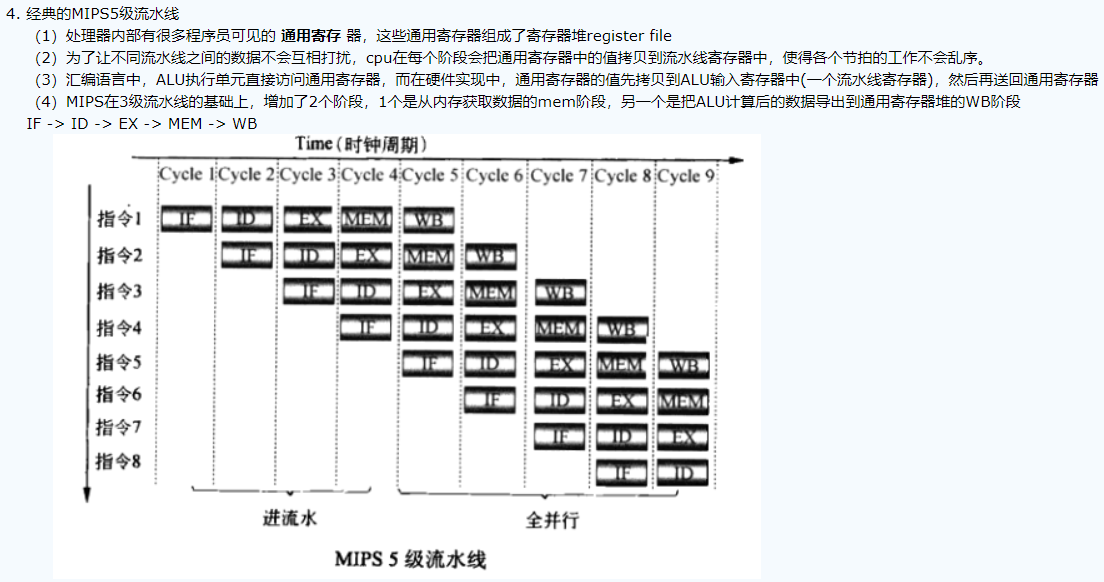 4. 经典的MIPS5级流水线
(1) 处理器内部有很多程序员可见的 通用寄存 器，这些通用寄存器组成了寄存器堆register file
(2) 为了让不同流水线之间的数据不会互相打扰，cpu在每个阶段会把通用寄存器中的值拷贝到流水线寄存器中，使得各个节拍的工作不会乱序。
(3) 汇编语言中，ALU执行单元直接访问通用寄存器，而在硬件实现中，通用寄存器的值先拷贝到ALU输入寄存器中(一个流水线寄存器)，然后再送回通用寄存器
(4) MIPS在3级流水线的基础上，增加了2个阶段，1个是从内存获取数据的mem阶段，另一个是把ALU计算后的数据导出到通用寄存器堆的WB阶段
IF -> ID -> EX -> MEM -> WB
Time(时钟周期)
Cycle 1 Cycle 2 Cycle 3 Cycle 4 Cycle 5 Cycle 6 Cycle 7 Cycle 8 Cycle 9
指令1 IF ID EX MEM WB
指令2 IF ID EX MEM WB
指令3 IF ID EX MEM WB
指令4 IF ID EX MEM WB
指令5 IF ID EX MEM WB
指令6 IF ID EX MEM
指令7 IF ID EX
指令8 IF ID
进流水 全并行
MIPS 5 级流水线